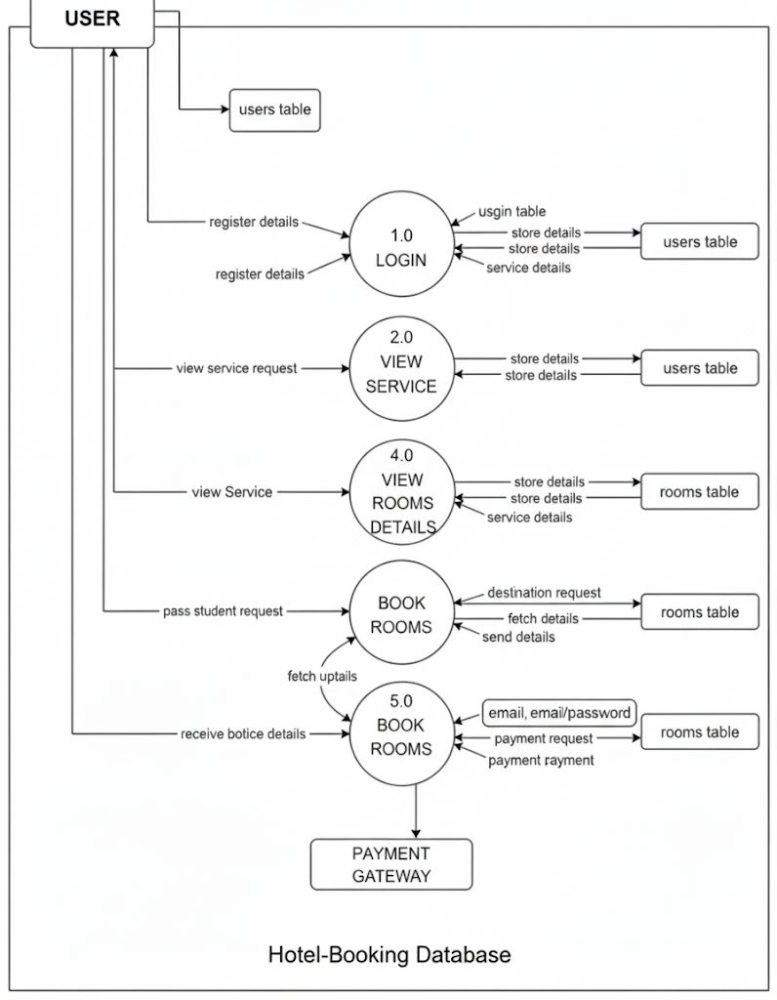 USER
users table
usgin table
1.0
LOGIN
register details
store details
users table
store details
register details
service details
2.0
VIEW
SERVICE
view service request
store details
users table
store details
4.0
VIEW
ROOMS
DETAILS
view Service
store details
rooms table
store details
service details
BOOK
ROOMS
pass student request
destination request
rooms table
fetch details
send details
fetch uptails
5.0
BOOK
ROOMS
receive botice details
email, email/password
rooms table
payment request
payment rayment
PAYMENT
GATEWAY
Hotel-Booking Database